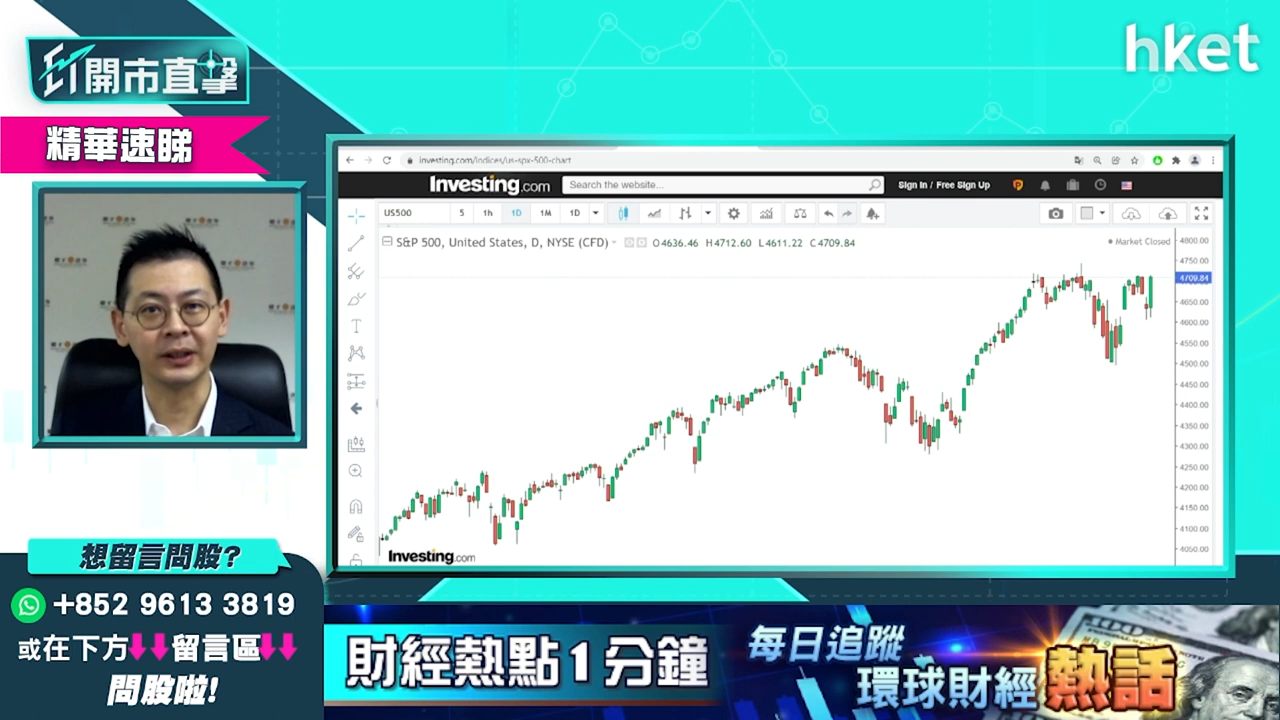 ET開市直擊
hket
精華速睇
investing.com/indices/us-spx-500-chart
Investing.com
Search the website...
Sign In / Free Sign Up
US500
5
1h
1D
1M
1D
S&P 500, United States, D, NYSE (CFD)
O4636.46 H4712.60 L4611.22 C4709.84
Market Closed
4800.00
4750.00
4709.84
4650.00
4600.00
4550.00
4500.00
4450.00
4400.00
4350.00
4300.00
4250.00
4200.00
4150.00
4100.00
4050.00
Investing.com
想留言問股?
+852 9613 3819
或在下方留言區
問股啦!
財經熱點1分鐘
每日追蹤
環球財經熱話